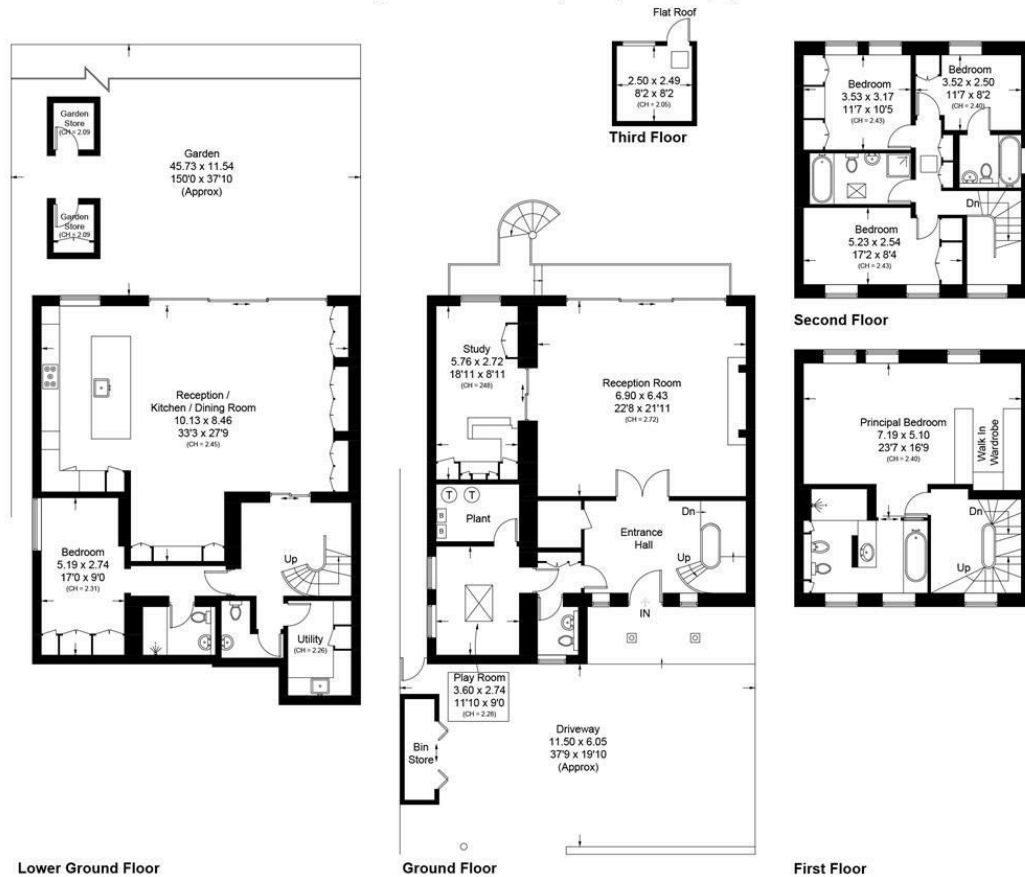 Flat Roof
2.50 x 2.49
8'2 x 8'2
(CH = 2.05)
Third Floor
Bedroom
3.53 x 3.17
11'7 x 10'5
(CH = 2.43)
Bedroom
3.52 x 2.50
11'7 x 8'2
(CH = 2.40)
Dn
Bedroom
5.23 x 2.54
17'2 x 8'4
(CH = 2.43)
Second Floor
Garden
Store
(CH = 2.09
Garden
45.73 x 11.54
150'0 x 37'10
(Approx)
Garden
Store
(CH = 2.09
Reception /
Kitchen / Dining Room
10.13 x 8.46
33'3 x 27'9
(CH = 2.45)
Bedroom
5.19 x 2.74
17'0 x 9'0
(CH = 2.31)
Up
Utility
(CH = 2.26)
Lower Ground Floor
Study
5.76 x 2.72
18'11 x 8'11
(CH = 248)
Reception Room
6.90 x 6.43
22'8 x 21'11
(CH = 2.72)
T
T
B
B
Plant
Entrance
Hall
Dn
Up
IN
Play Room
3.60 x 2.74
11'10 x 9'0
(CH = 2.26)
Bin
Store
Driveway
11.50 x 6.05
37'9 x 19'10
(Approx)
Ground Floor
Principal Bedroom
7.19 x 5.10
23'7 x 16'9
(CH = 2.40)
Walk In
Wardrobe
Dn
Up
First Floor